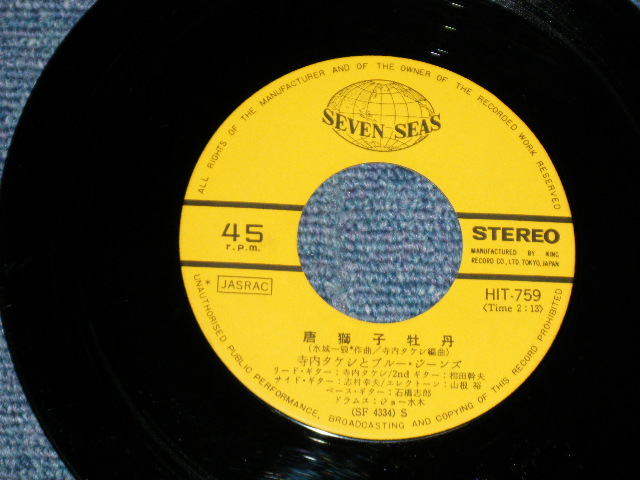 ALL RIGHTS OF THE MANUFACTURER AND OF THE OWNER OF THE RECORDED WORK RESERVED
SEVEN SEAS
45
r.p.m.
STEREO
MANUFACTURED BY KING
RECORD CO., LTD. TOKYO, JAPAN
* JASRAC
HIT-759
(Time 2:13)
唐獅子牡丹
(水城一狼*作曲/寺内タケシ編曲)
寺内タケシとブルー・ジーンズ
リード・ギター:寺内タケシ/2nd ギター:相田幹夫
サイド・ギター:志村幸夫/エレクトーン:山根 裕
ベース・ギター:石橋志郎
ドラムス:ジョー水木
(SF 4334) S
UNAUTHORISED PUBLIC PERFORMANCE, BROADCASTING AND COPYING OF THIS RECORD PROHIBITED